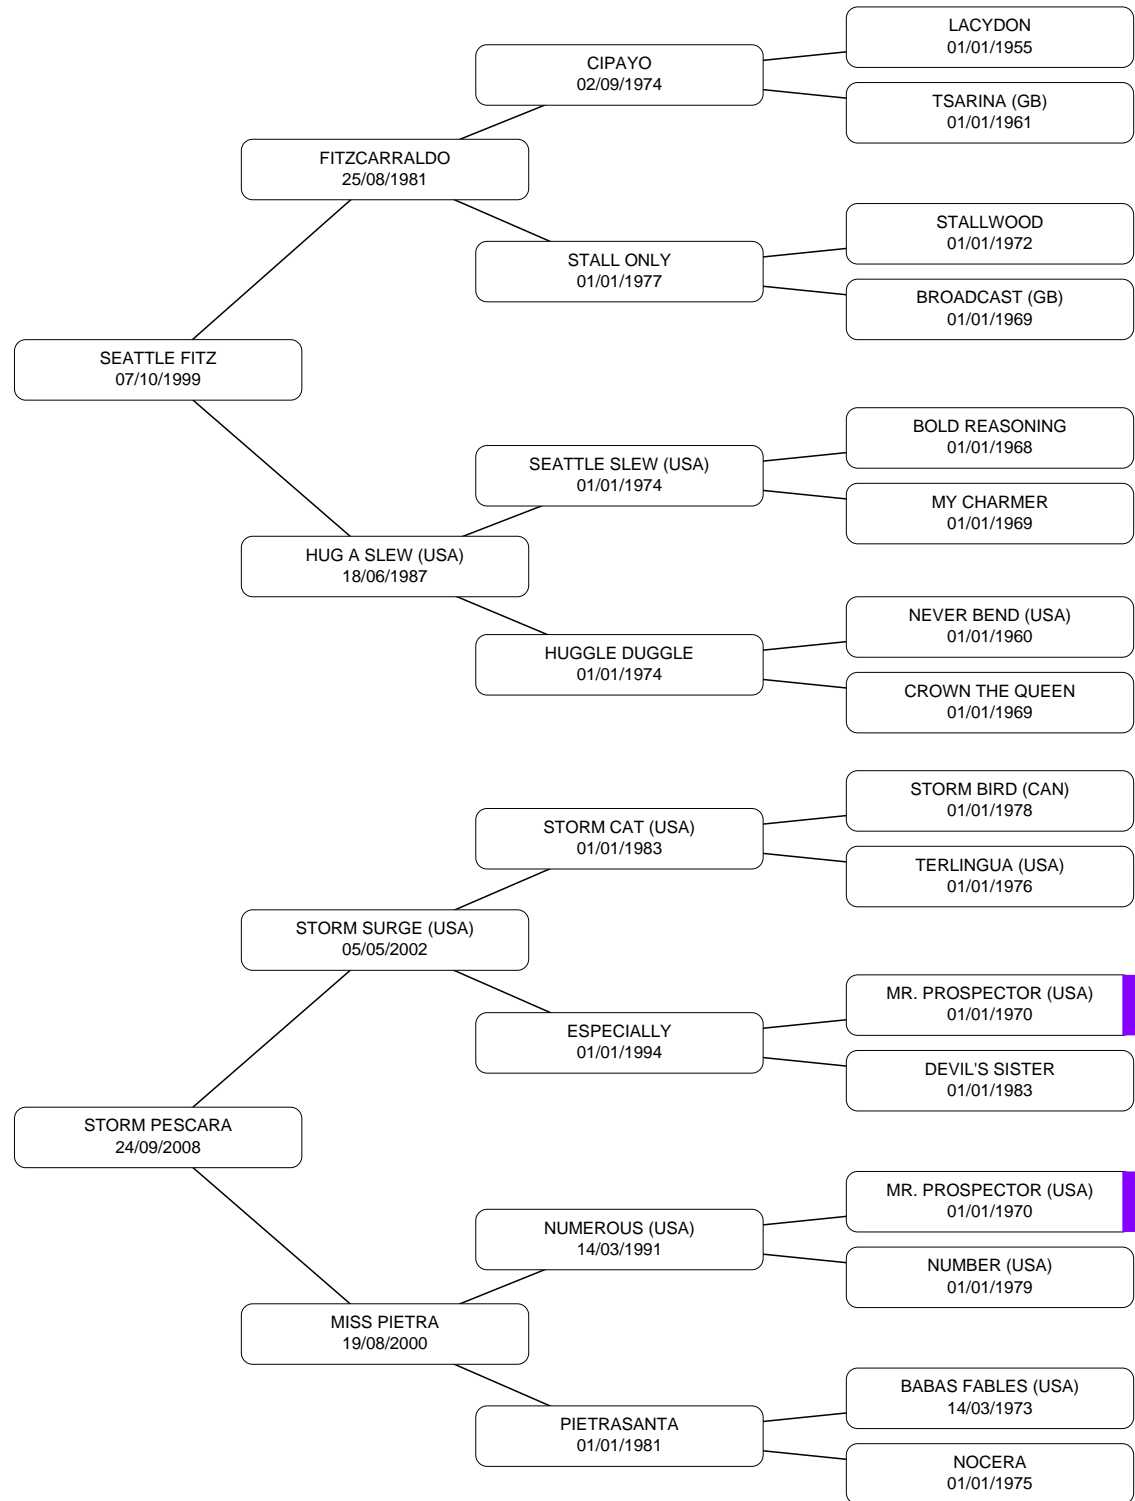 LACYDON
01/01/1955
CIPAYO
02/09/1974
TSARINA (GB)
01/01/1961
FITZCARRALDO
25/08/1981
STALLWOOD
01/01/1972
STALL ONLY
01/01/1977
BROADCAST (GB)
01/01/1969
SEATTLE FITZ
07/10/1999
BOLD REASONING
01/01/1968
SEATTLE SLEW (USA)
01/01/1974
MY CHARMER
01/01/1969
HUG A SLEW (USA)
18/06/1987
NEVER BEND (USA)
01/01/1960
HUGGLE DUGGLE
01/01/1974
CROWN THE QUEEN
01/01/1969
STORM BIRD (CAN)
01/01/1978
STORM CAT (USA)
01/01/1983
TERLINGUA (USA)
01/01/1976
STORM SURGE (USA)
05/05/2002
MR. PROSPECTOR (USA)
01/01/1970
ESPECIALLY
01/01/1994
DEVIL'S SISTER
01/01/1983
STORM PESCARA
24/09/2008
MR. PROSPECTOR (USA)
01/01/1970
NUMEROUS (USA)
14/03/1991
NUMBER (USA)
01/01/1979
MISS PIETRA
19/08/2000
BABAS FABLES (USA)
14/03/1973
PIETRASANTA
01/01/1981
NOCERA
01/01/1975